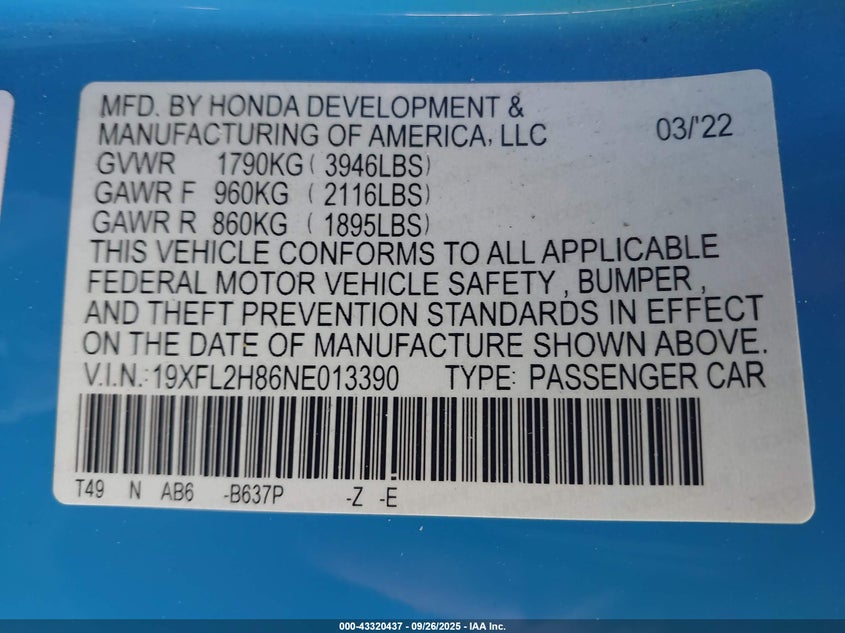 MFD. BY HONDA DEVELOPMENT &
MANUFACTURING OF AMERICA, LLC 03/'22
GVWR 1790KG ( 3946LBS)
GAWR F 960KG ( 2116LBS)
GAWR R 860KG ( 1895LBS)
THIS VEHICLE CONFORMS TO ALL APPLICABLE
FEDERAL MOTOR VEHICLE SAFETY , BUMPER ,
AND THEFT PREVENTION STANDARDS IN EFFECT
ON THE DATE OF MANUFACTURE SHOWN ABOVE.
V.I.N.: 19XFL2H86NE013390 TYPE: PASSENGER CAR
T49 N AB6 -B637P -Z -E
000-43320437 - 09/26/2025 - IAA Inc.